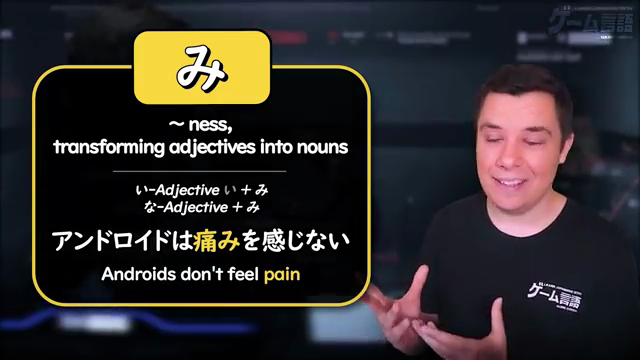 み
~ ness,
transforming adjectives into nouns
い-Adjective い + み
な-Adjective + み
アンドロイドは痛みを感じない
Androids don't feel pain
ゲーム言語
ゲーム言語